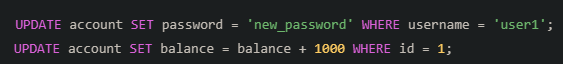 UPDATE account SET password = 'new_password' WHERE username = 'user1';
UPDATE account SET balance = balance + 1000 WHERE id = 1;